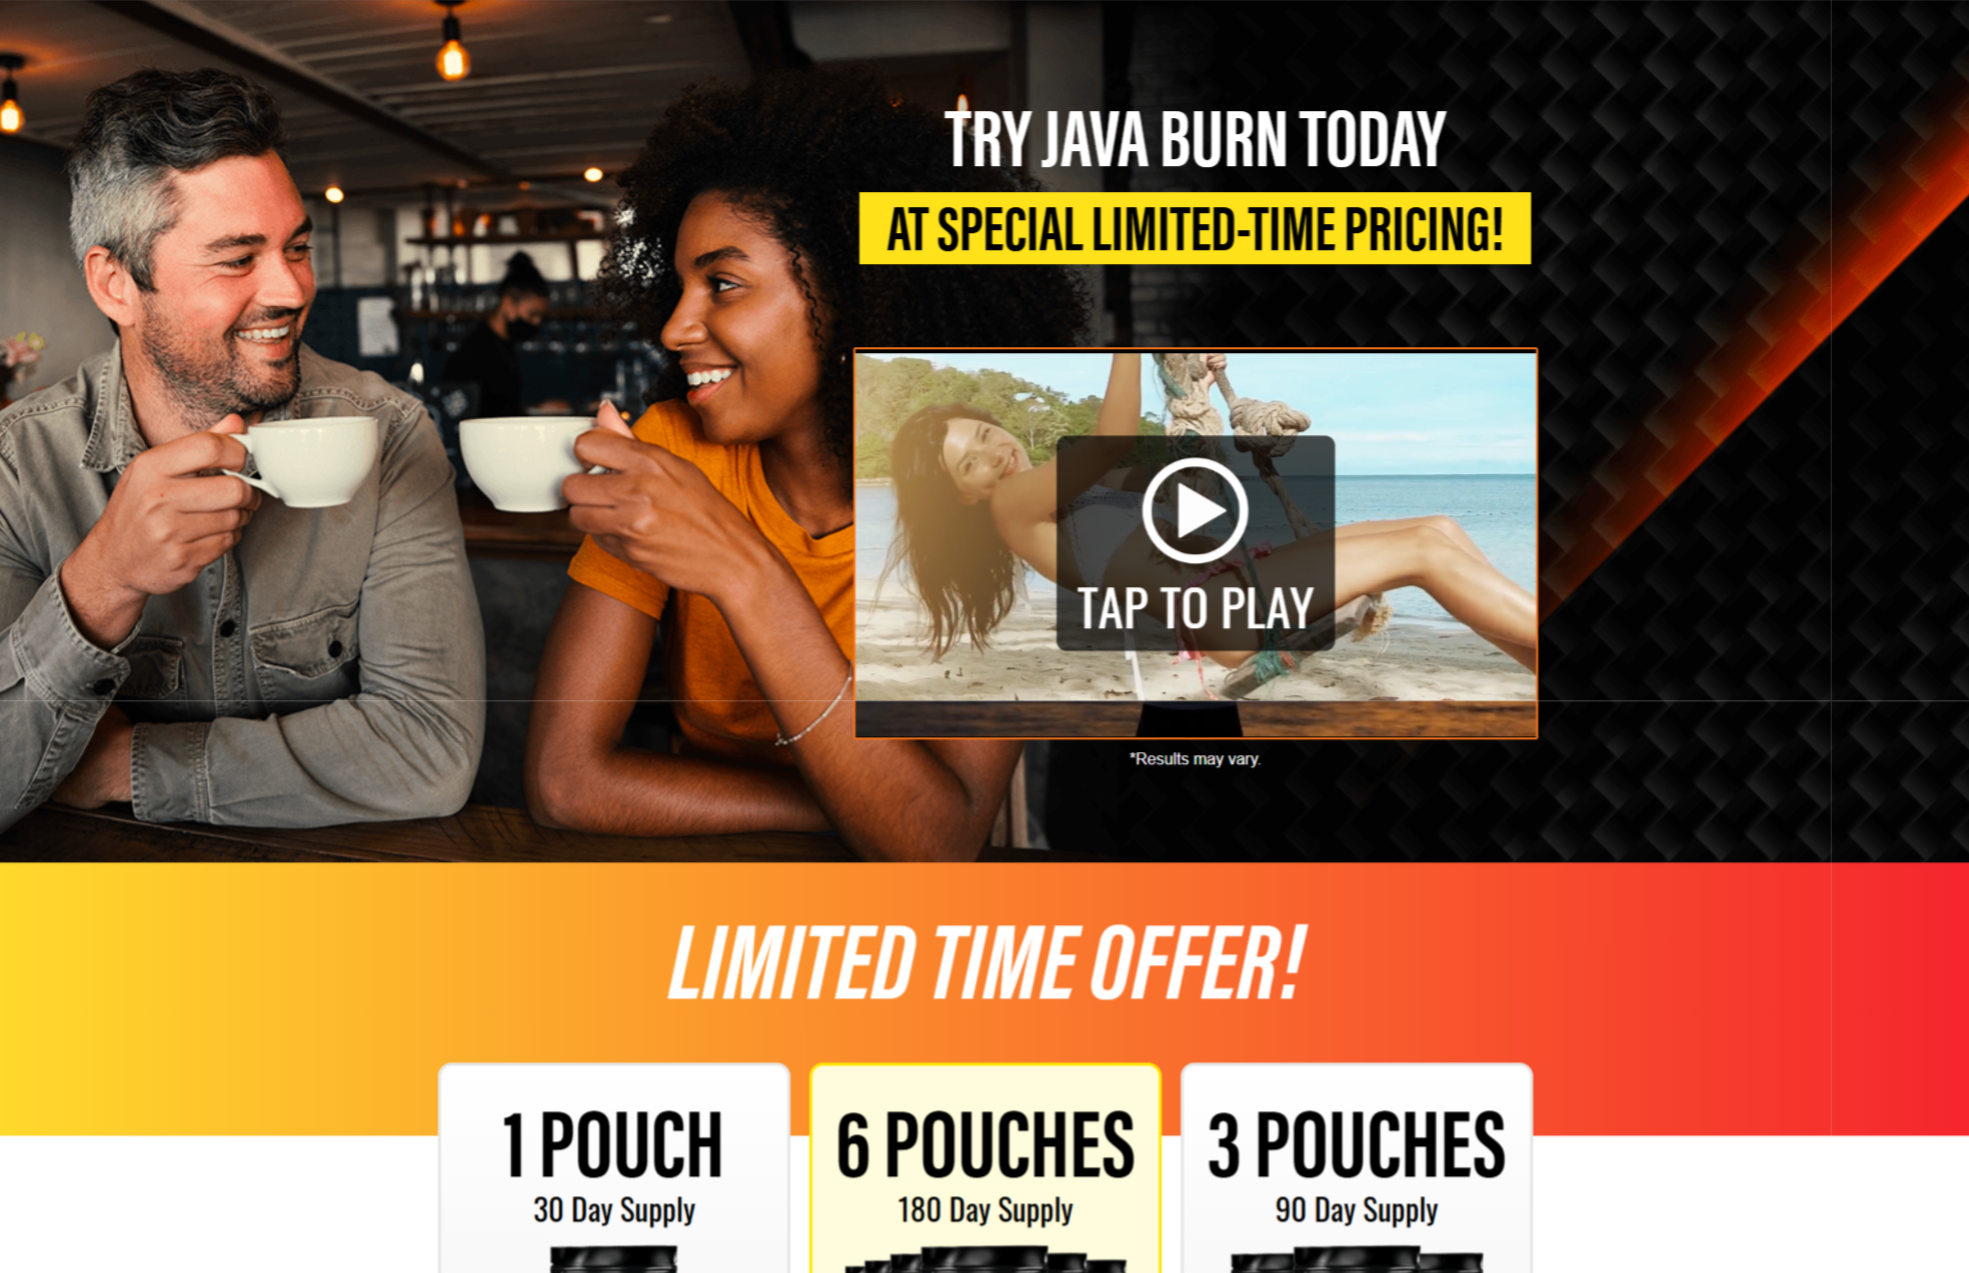 TRY JAVA BURN TODAY
AT SPECIAL LIMITED-TIME PRICING!
TAP TO PLAY
*Results may vary.
LIMITED TIME OFFER!
1 POUCH
30 Day Supply
6 POUCHES
180 Day Supply
3 POUCHES
90 Day Supply